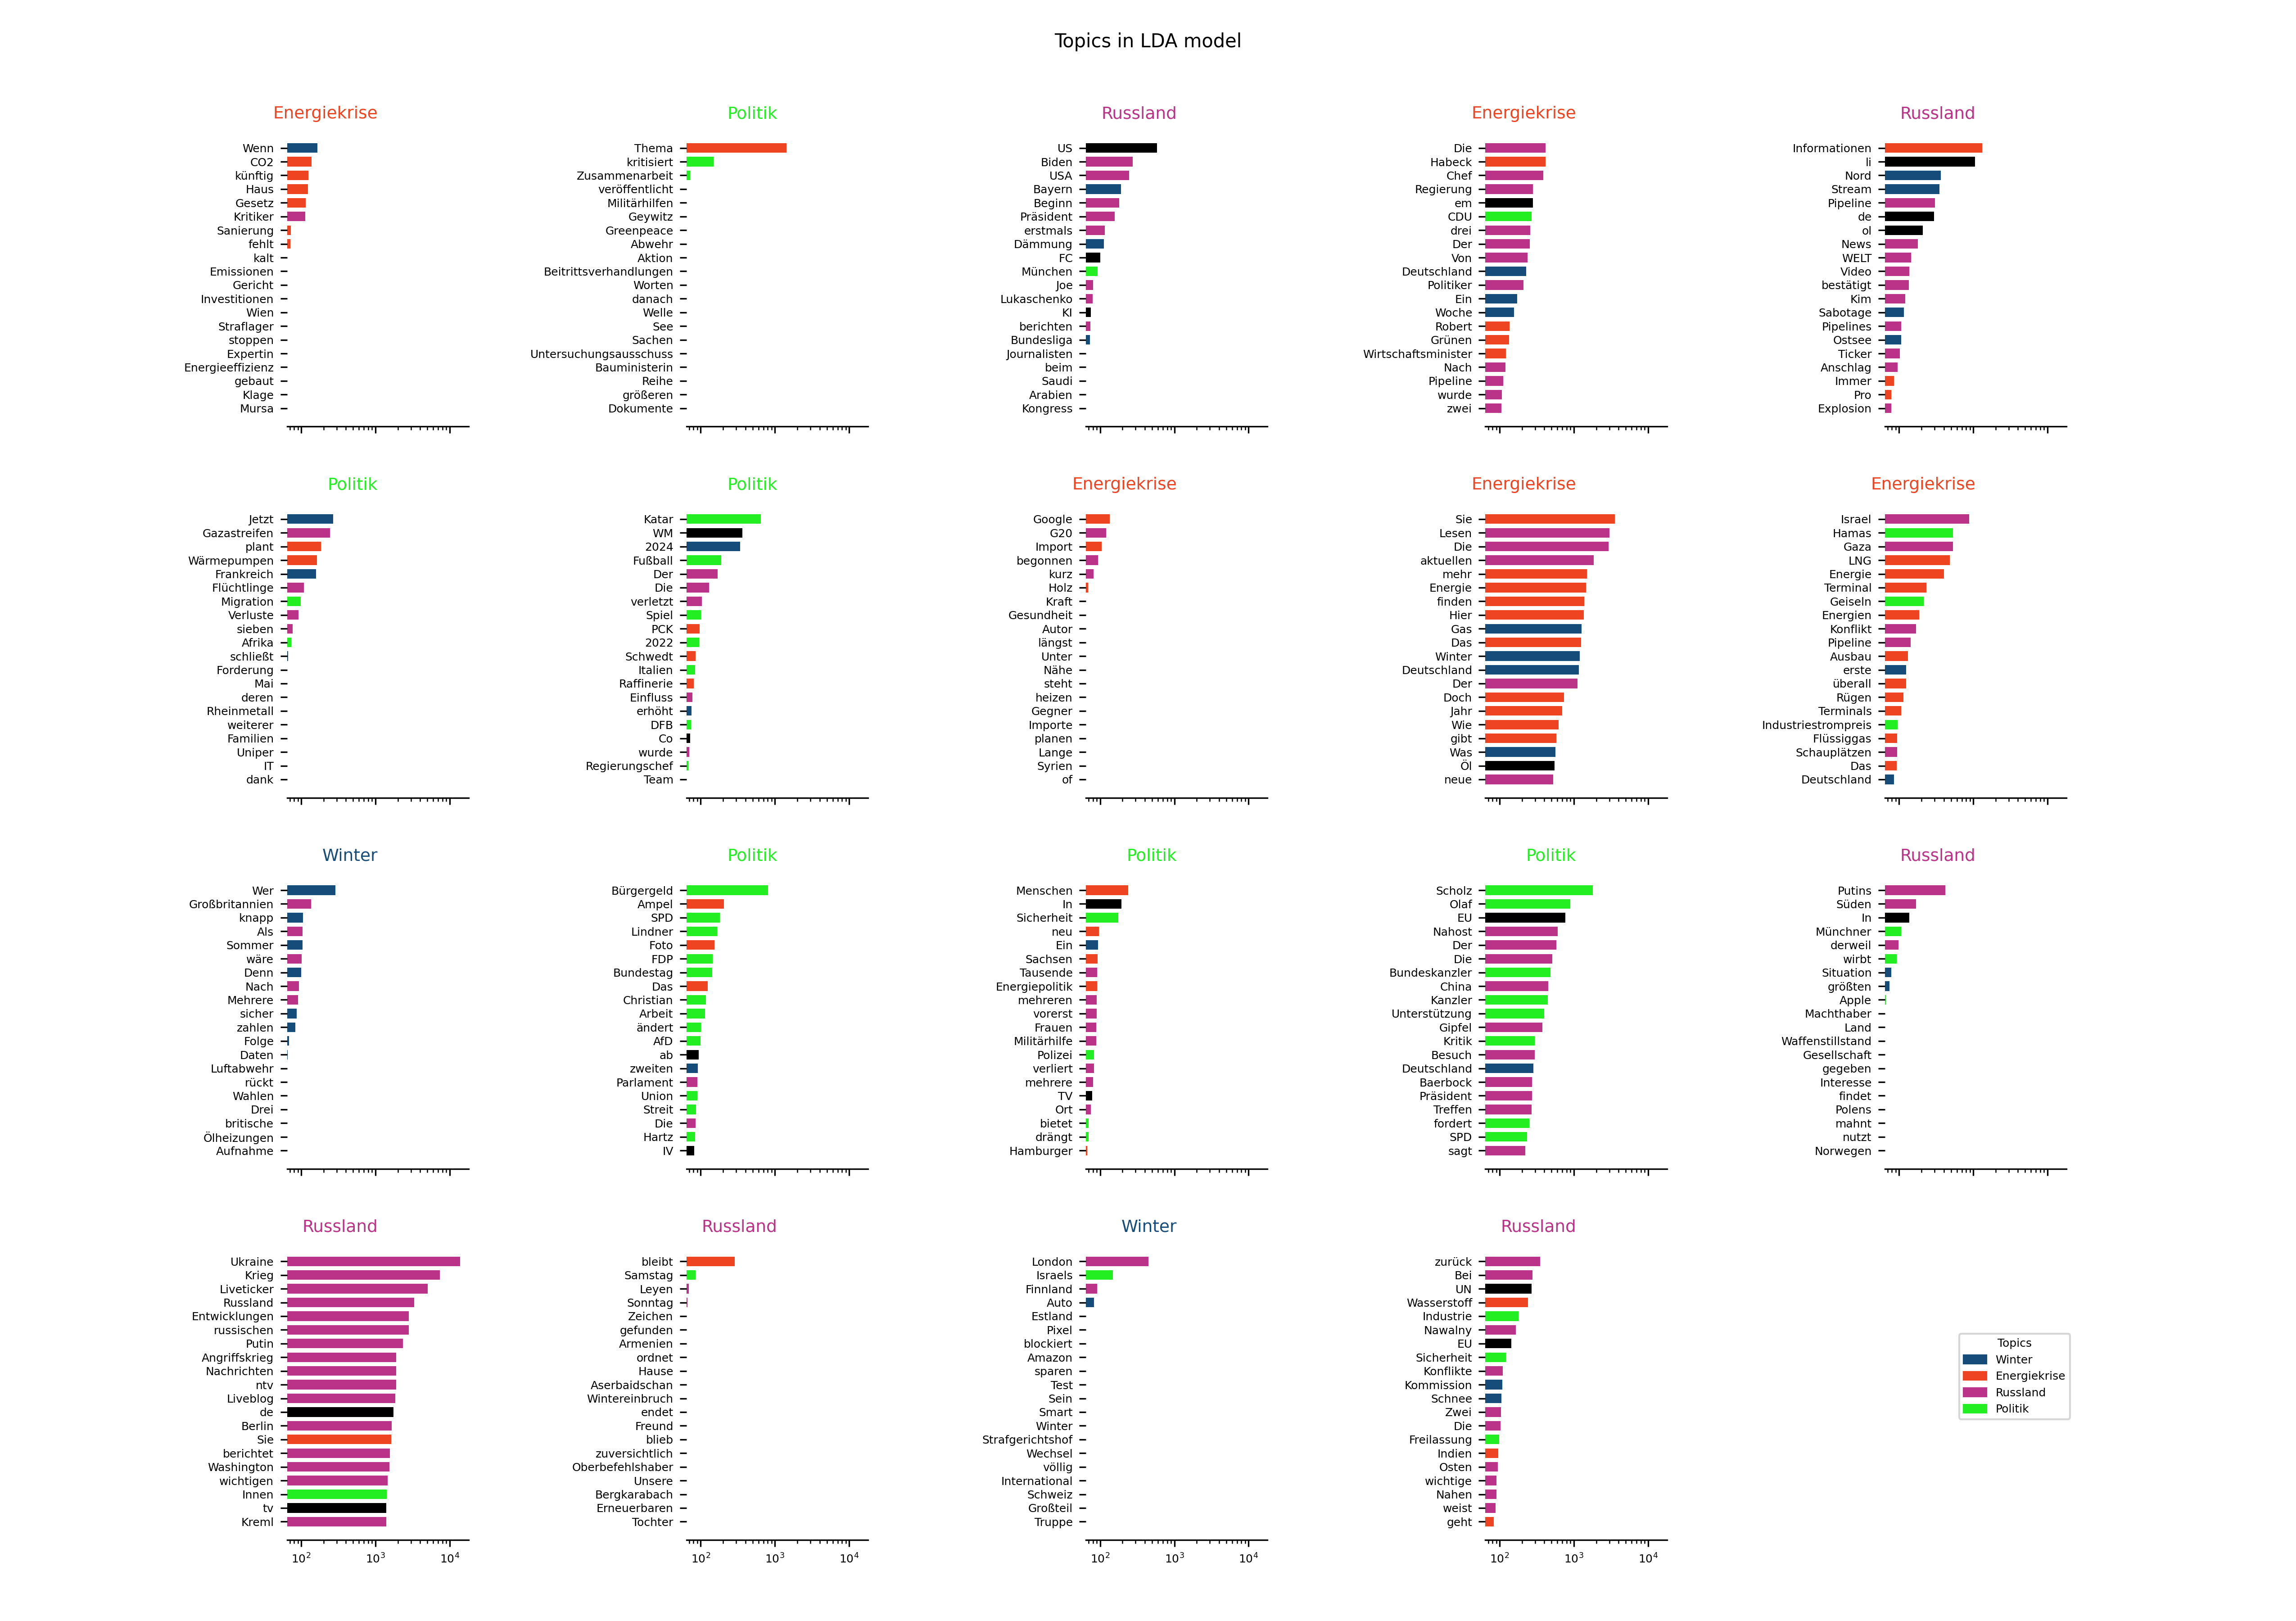 Topics in LDA model
Energiekrise
Wenn
CO2
künftig
Haus
Gesetz
Kritiker
Sanierung
fehlt
kalt
Emissionen
Gericht
Investitionen
Wien
Straflager
stoppen
Expertin
Energieeffizienz
gebaut
Klage
Mursa
Politik
Thema
kritisiert
Zusammenarbeit
veröffentlicht
Militärhilfen
Geywitz
Greenpeace
Abwehr
Aktion
Beitrittsverhandlungen
Worten
danach
Welle
See
Sachen
Untersuchungsausschuss
Bauministerin
Reihe
größeren
Dokumente
Russland
US
Biden
USA
Bayern
Beginn
Präsident
erstmals
Dämmung
FC
München
Joe
Lukaschenko
KI
berichten
Bundesliga
Journalisten
beim
Saudi
Arabien
Kongress
Energiekrise
Die
Habeck
Chef
Regierung
em
CDU
drei
Der
Von
Deutschland
Politiker
Ein
Woche
Robert
Grünen
Wirtschaftsminister
Nach
Pipeline
wurde
zwei
Russland
Informationen
li
Nord
Stream
Pipeline
de
ol
News
WELT
Video
bestätigt
Kim
Sabotage
Pipelines
Ostsee
Ticker
Anschlag
Immer
Pro
Explosion
Politik
Jetzt
Gazastreifen
plant
Wärmepumpen
Frankreich
Flüchtlinge
Migration
Verluste
sieben
Afrika
schließt
Forderung
Mai
deren
Rheinmetall
weiterer
Familien
Uniper
IT
dank
Politik
Katar
WM
2024
Fußball
Der
Die
verletzt
Spiel
PCK
2022
Schwedt
Italien
Raffinerie
Einfluss
erhöht
DFB
Co
wurde
Regierungschef
Team
Energiekrise
Google
G20
Import
begonnen
kurz
Holz
Kraft
Gesundheit
Autor
längst
Unter
Nähe
steht
heizen
Gegner
Importe
planen
Lange
Syrien
of
Energiekrise
Sie
Lesen
Die
aktuellen
mehr
Energie
finden
Hier
Gas
Das
Winter
Deutschland
Der
Doch
Jahr
Wie
gibt
Was
Öl
neue
Energiekrise
Israel
Hamas
Gaza
LNG
Energie
Terminal
Geiseln
Energien
Konflikt
Pipeline
Ausbau
erste
überall
Rügen
Terminals
Industriestrompreis
Flüssiggas
Schauplätzen
Das
Deutschland
Winter
Wer
Großbritannien
knapp
Als
Sommer
wäre
Denn
Nach
Mehrere
sicher
zahlen
Folge
Daten
Luftabwehr
rückt
Wahlen
Drei
britische
Ölheizungen
Aufnahme
Politik
Bürgergeld
Ampel
SPD
Lindner
Foto
FDP
Bundestag
Das
Christian
Arbeit
ändert
AfD
ab
zweiten
Parlament
Union
Streit
Die
Hartz
IV
Politik
Menschen
In
Sicherheit
neu
Ein
Sachsen
Tausende
Energiepolitik
mehreren
vorerst
Frauen
Militärhilfe
Polizei
verliert
mehrere
TV
Ort
bietet
drängt
Hamburger
Politik
Scholz
Olaf
EU
Nahost
Der
Die
Bundeskanzler
China
Kanzler
Unterstützung
Gipfel
Kritik
Besuch
Deutschland
Baerbock
Präsident
Treffen
fordert
SPD
sagt
Russland
Putins
Süden
In
Münchner
derweil
wirbt
Situation
größten
Apple
Machthaber
Land
Waffenstillstand
Gesellschaft
gegeben
Interesse
findet
Polens
mahnt
nutzt
Norwegen
Russland
Ukraine
Krieg
Liveticker
Russland
Entwicklungen
russischen
Putin
Angriffskrieg
Nachrichten
ntv
Liveblog
de
Berlin
Sie
berichtet
Washington
wichtigen
Innen
tv
Kreml
10² 10³ 10⁴
Russland
bleibt
Samstag
Leyen
Sonntag
Zeichen
gefunden
Armenien
ordnet
Hause
Aserbaidschan
Wintereinbruch
endet
Freund
blieb
zuversichtlich
Oberbefehlshaber
Unsere
Bergkarabach
Erneuerbaren
Tochter
10² 10³ 10⁴
Winter
London
Israels
Finnland
Auto
Estland
Pixel
blockiert
Amazon
sparen
Test
Sein
Smart
Winter
Strafgerichtshof
Wechsel
völlig
International
Schweiz
Großteil
Truppe
10² 10³ 10⁴
Russland
zurück
Bei
UN
Wasserstoff
Industrie
Nawalny
EU
Sicherheit
Konflikte
Kommission
Schnee
Zwei
Die
Freilassung
Indien
Osten
wichtige
Nahen
weist
geht
10² 10³ 10⁴
Topics
Winter
Energiekrise
Russland
Politik